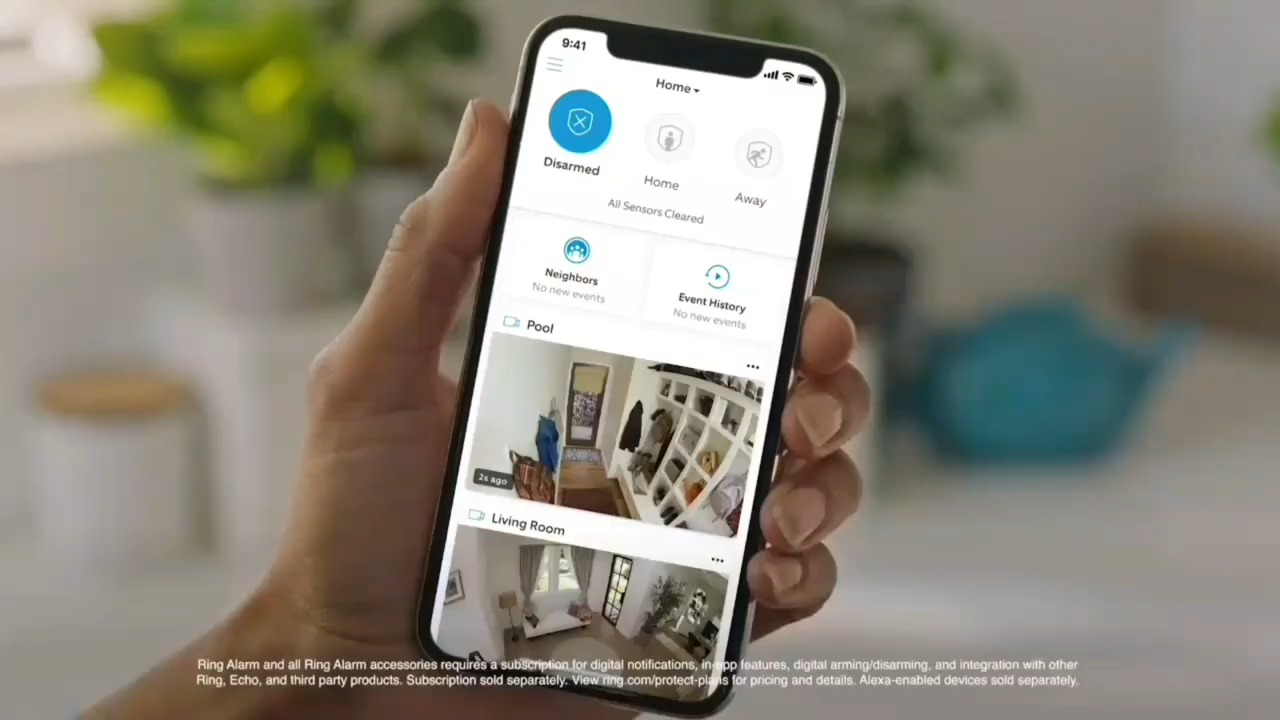 9:41
Home
Disarmed
Home
Away
All Sensors Cleared
Neighbors
No new events
Event History
No new events
Pool
2s ago
Living Room
Ring Alarm and all Ring Alarm accessories requires a subscription for digital notifications, in-app features, digital arming/disarming, and integration with other
Ring, Echo, and third party products. Subscription sold separately. View ring.com/protect-plans for pricing and details. Alexa-enabled devices sold separately.